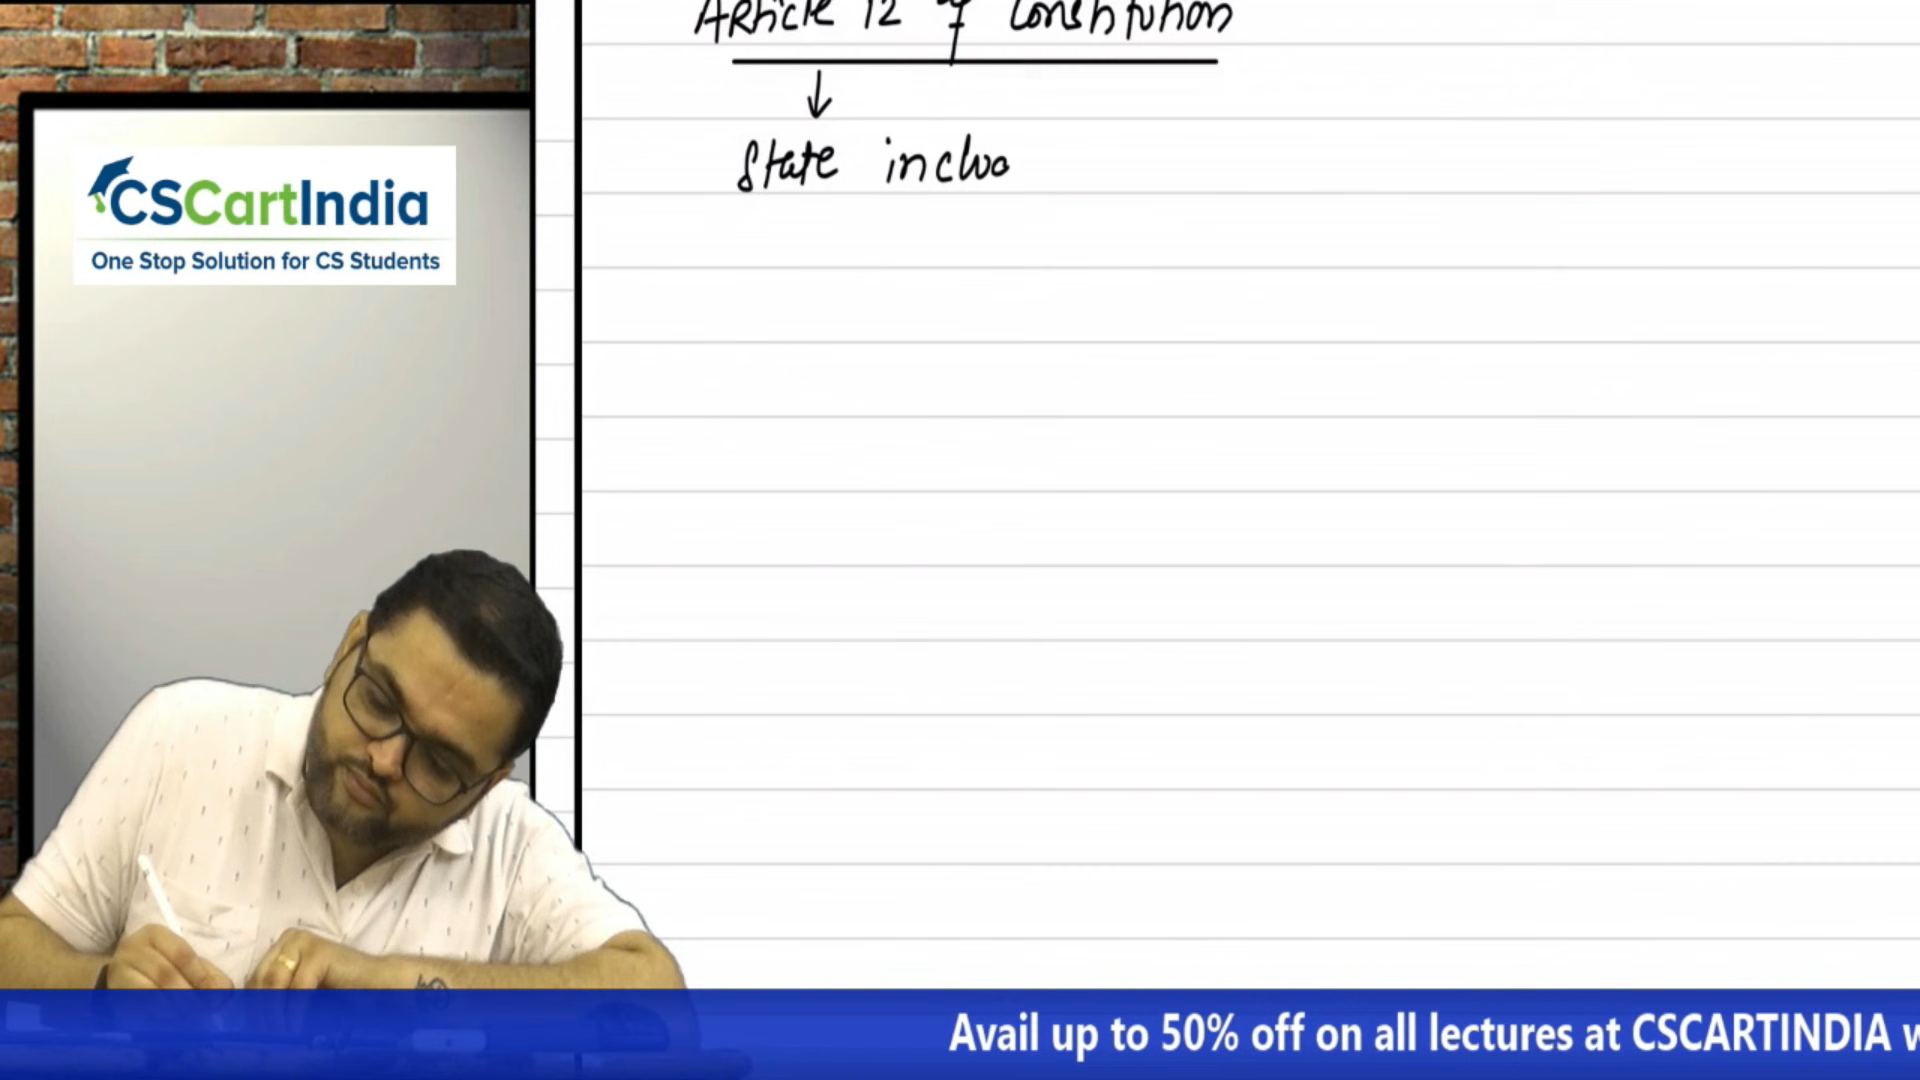 Article 12 of Constitution
State includ
CSCartIndia
One Stop Solution for CS Students
Avail up to 50% off on all lectures at CSCARTINDIA w